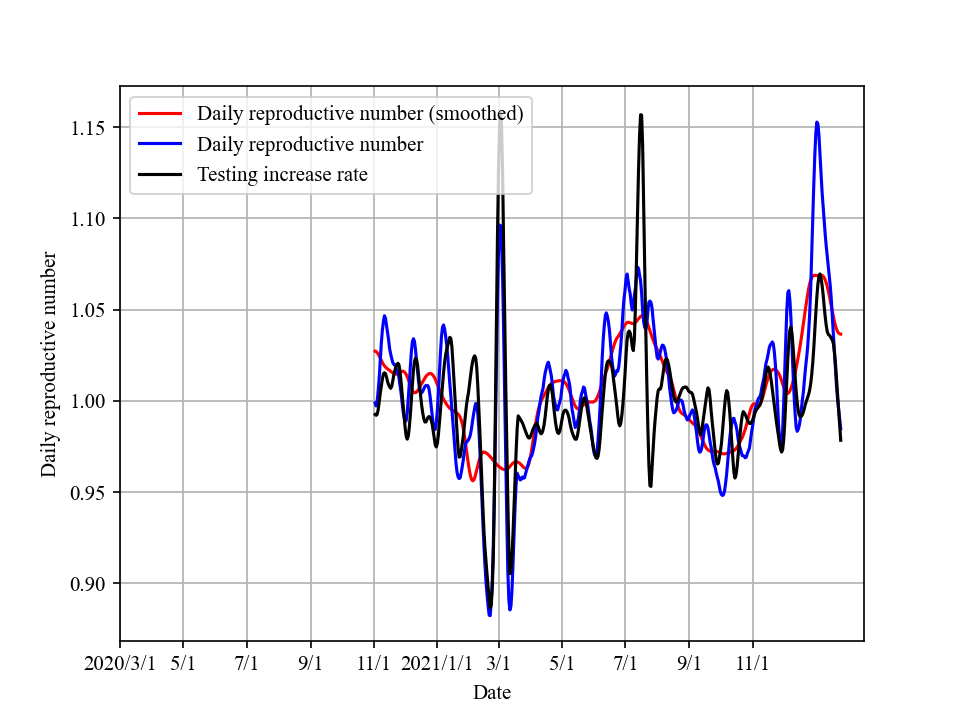 Daily reproductive number (smoothed)
Daily reproductive number
Testing increase rate
Daily reproductive number
1.15
1.10
1.05
1.00
0.95
0.90
2020/3/1 5/1 7/1 9/1 11/1 2021/1/1 3/1 5/1 7/1 9/1 11/1
Date